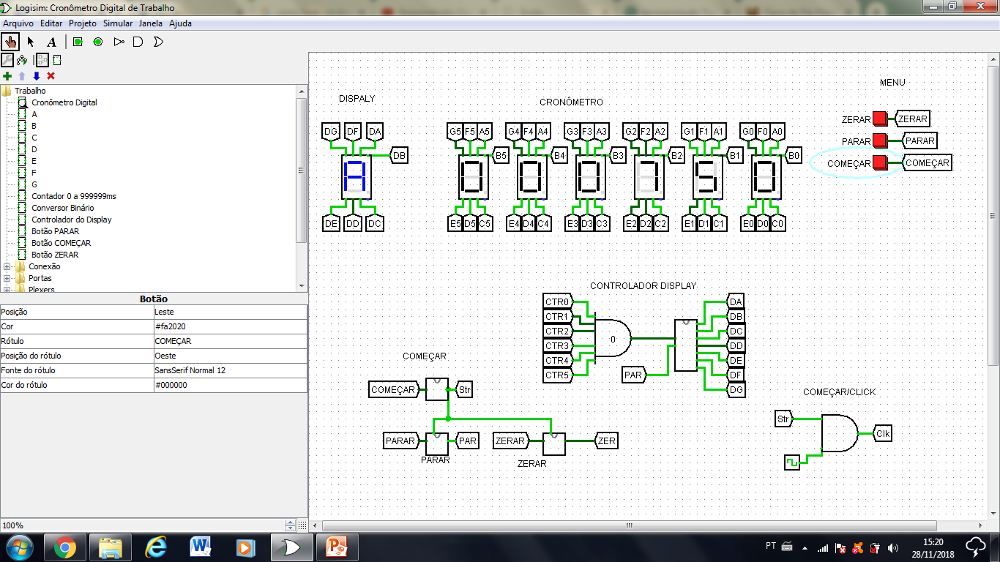 Logisim: Cronômetro Digital de Trabalho
Arquivo Editar Projeto Simular Janela Ajuda
A
Trabalho
Cronômetro Digital
A
B
C
D
E
F
G
Contador 0 a 999999ms
Conversor Binário
Controlador do Display
Botão PARAR
Botão COMEÇAR
Botão ZERAR
Conexão
Portas
Plexers
Botão
Posição Leste
Cor #fa2020
Rótulo COMEÇAR
Posição do rótulo Oeste
Fonte do rótulo SansSerif Normal 12
Cor do rótulo #000000
100%
DISPALY
DG DF DA
DB
DE DD DC
CRONÔMETRO
G5 F5 A5 G4 F4 A4 G3 F3 A3 G2 F2 A2 G1 F1 A1 G0 F0 A0
B5 B4 B3 B2 B1 B0
E5 D5 C5 E4 D4 C4 E3 D3 C3 E2 D2 C2 E1 D1 C1 E0 D0 C0
MENU
ZERAR ZERAR
PARAR PARAR
COMEÇAR COMEÇAR
CONTROLADOR DISPLAY
CTR0 DA
CTR1 DB
CTR2 DC
CTR3 0 DD
CTR4 DE
CTR5 PAR DF
DG
COMEÇAR
COMEÇAR Str
PARAR PAR
PARAR
ZERAR ZER
ZERAR
COMEÇAR/CLICK
Str
Clk
PT
15:20
28/11/2018